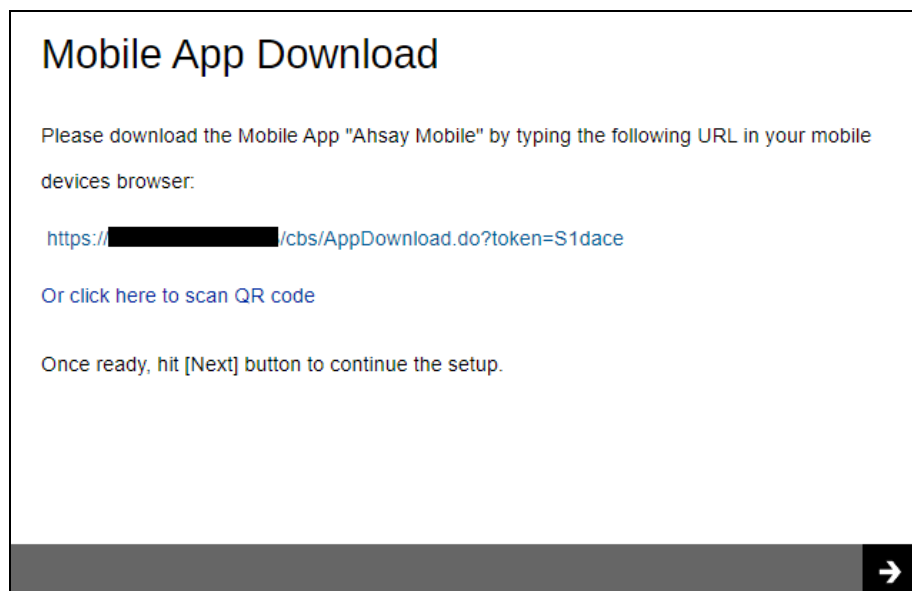 Mobile App Download
Please download the Mobile App "Ahsay Mobile" by typing the following URL in your mobile
devices browser:
https:// /cbs/AppDownload.do?token=S1dace
Or click here to scan QR code
Once ready, hit [Next] button to continue the setup.